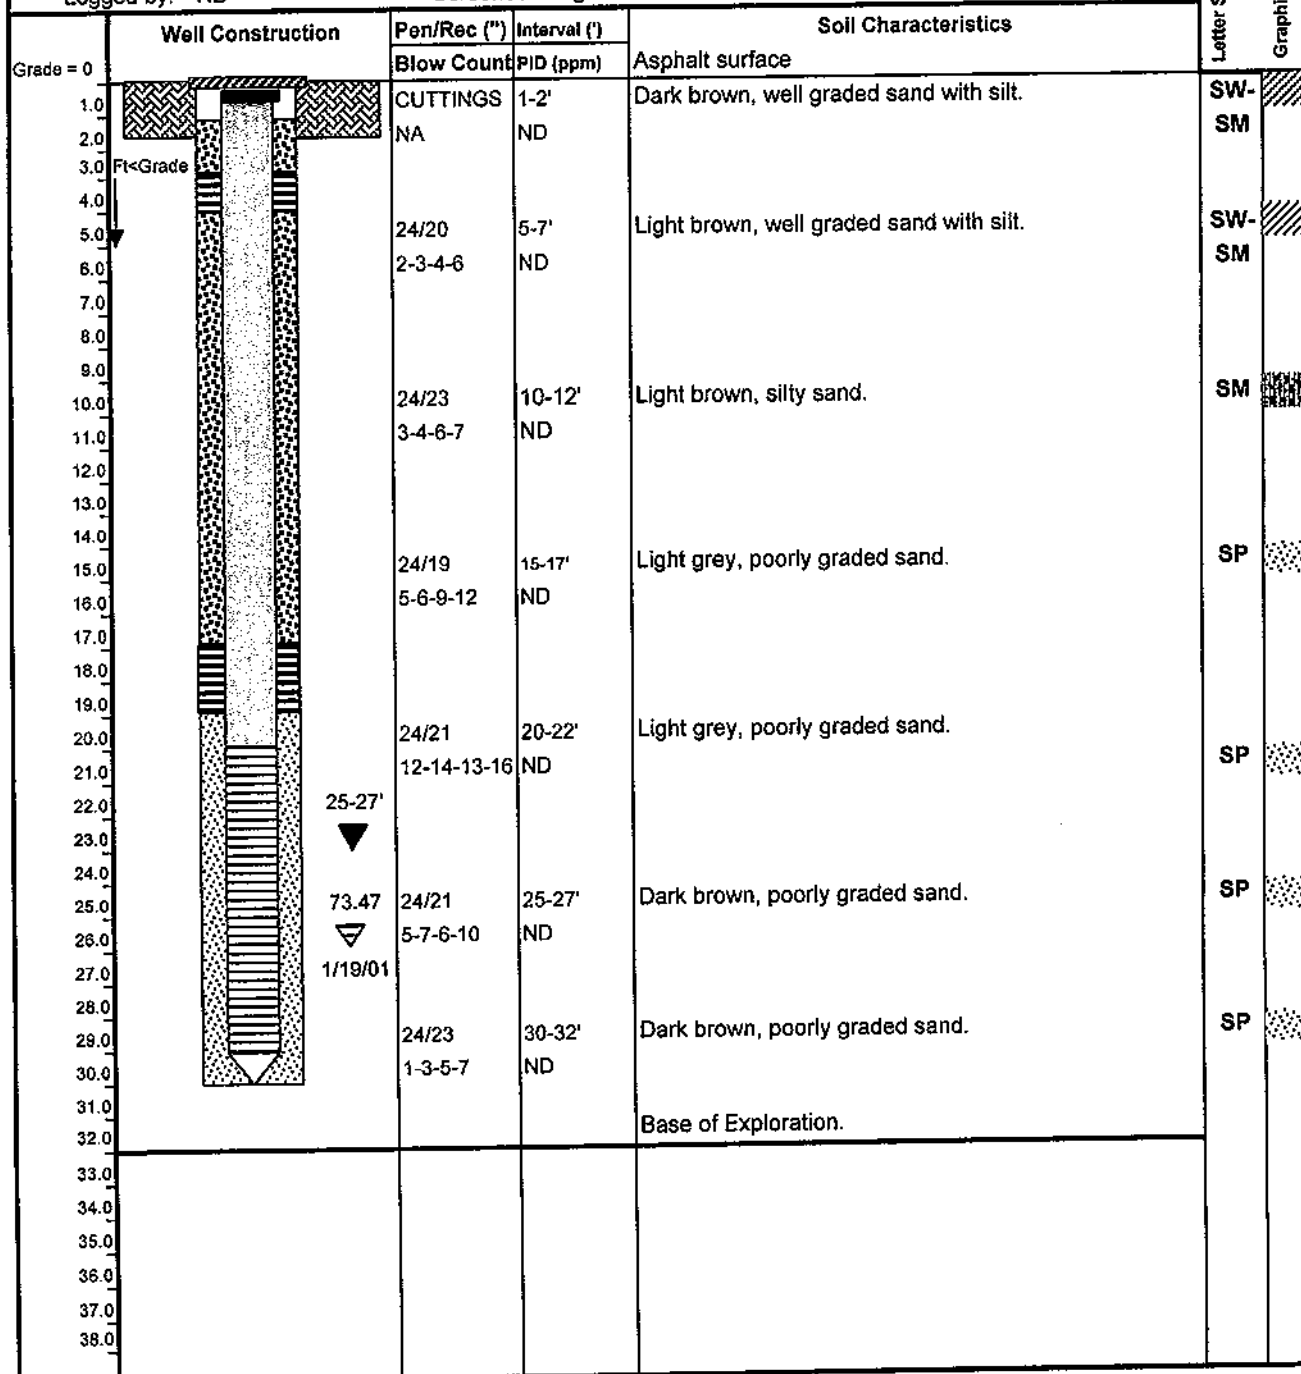 Well Construction
Pen/Rec (") Interval (')
Soil Characteristics
Letter S
Graphi
Grade = 0
Blow Count PID (ppm)
Asphalt surface
1.0
CUTTINGS 1-2' Dark brown, well graded sand with silt. SW-
2.0
NA ND SM
3.0 Ft<Grade
4.0
5.0
24/20 5-7' Light brown, well graded sand with silt. SW-
6.0
2-3-4-6 ND SM
7.0
8.0
9.0
10.0
24/23 10-12' Light brown, silty sand. SM
11.0
3-4-6-7 ND
12.0
13.0
14.0
15.0
24/19 15-17' Light grey, poorly graded sand. SP
16.0
5-6-9-12 ND
17.0
18.0
19.0
20.0
24/21 20-22' Light grey, poorly graded sand.
21.0
12-14-13-16 ND SP
22.0
25-27'
23.0
24.0
25.0
73.47 24/21 25-27' Dark brown, poorly graded sand. SP
26.0
5-7-6-10 ND
27.0
1/19/01
28.0
29.0
24/23 30-32' Dark brown, poorly graded sand. SP
30.0
1-3-5-7 ND
31.0
Base of Exploration.
32.0
33.0
34.0
35.0
36.0
37.0
38.0